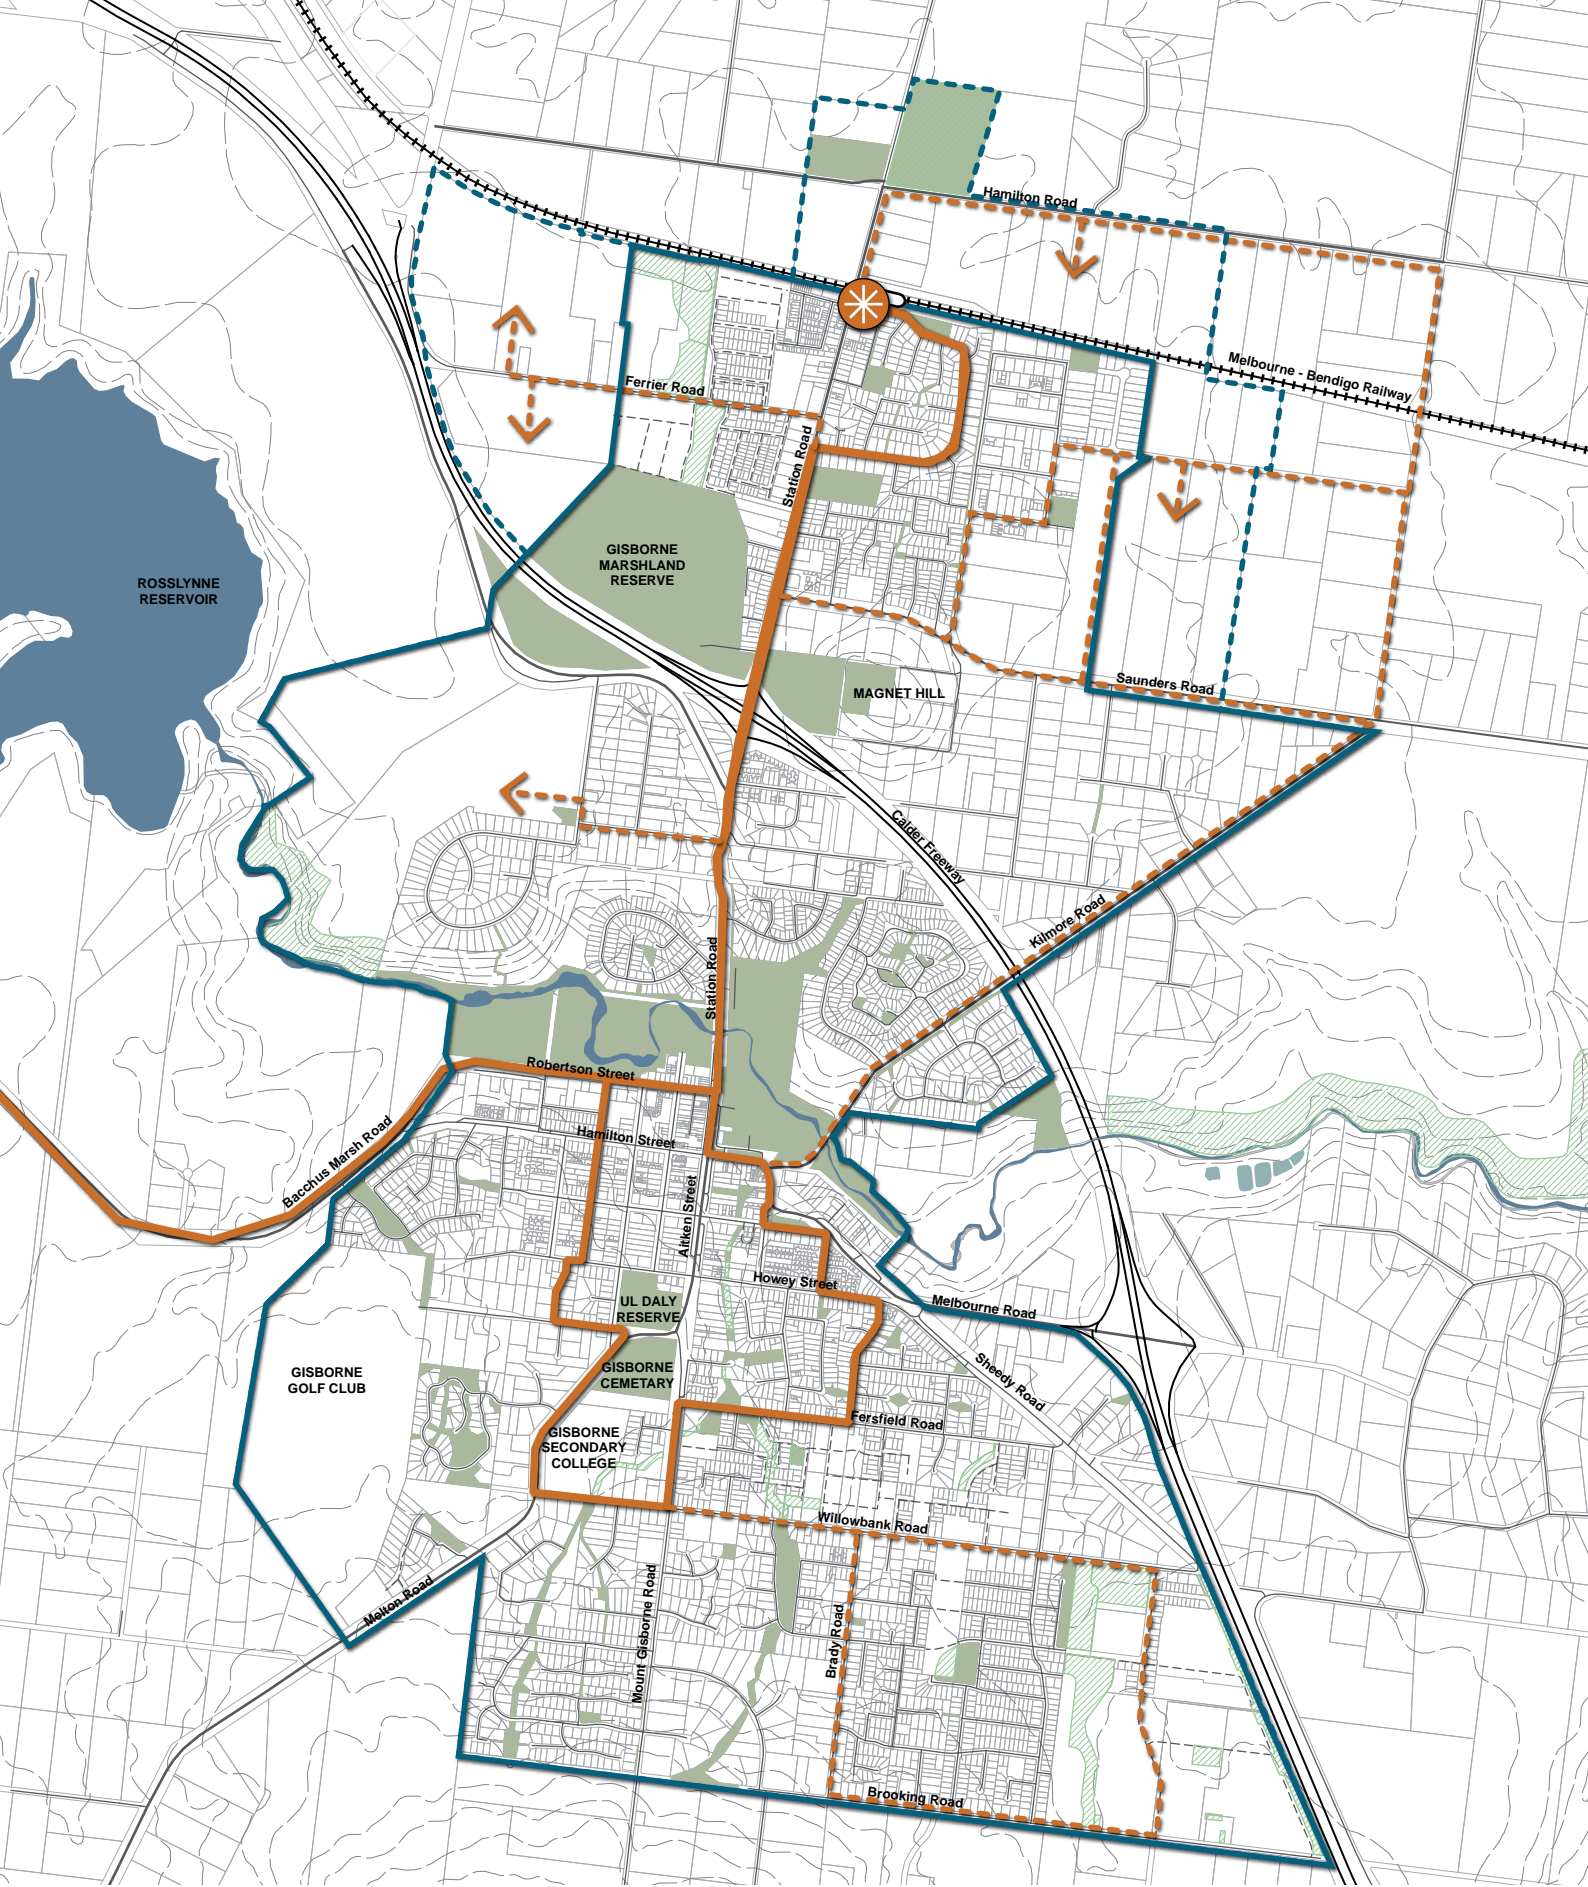 Hamilton Road
Melbourne - Bendigo Railway
Ferrier Road
Station Road
GISBORNE
MARSHLAND
RESERVE
ROSSLYNNE
RESERVOIR
MAGNET HILL
Saunders Road
Calder Freeway
Kilmore Road
Station Road
Robertson Street
Hamilton Street
Bacchus Marsh Road
Aitken Street
Howey Street
UL DALY
RESERVE
Melbourne Road
GISBORNE
CEMETARY
GISBORNE
GOLF CLUB
Sheedy Road
Fersfield Road
GISBORNE
SECONDARY
COLLEGE
Willowbank Road
Melton Road
Mount Gisborne Road
Brady Road
Brooking Road